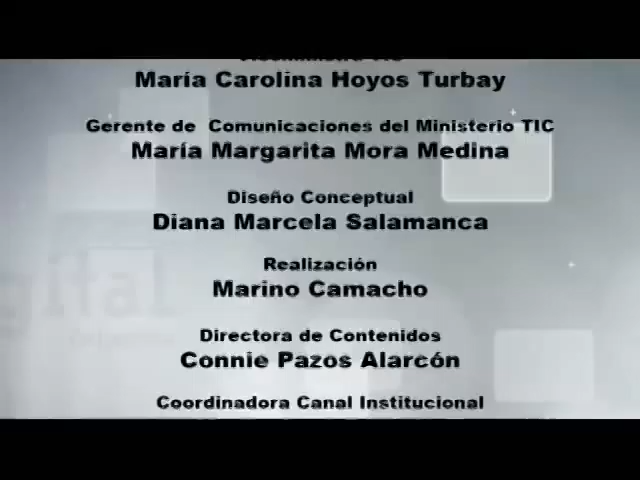 María Carolina Hoyos Turbay
Gerente de Comunicaciones del Ministerio TIC
María Margarita Mora Medina
Diseño Conceptual
Diana Marcela Salamanca
Realización
Marino Camacho
Directora de Contenidos
Connie Pazos Alarcón
Coordinadora Canal Institucional
gital